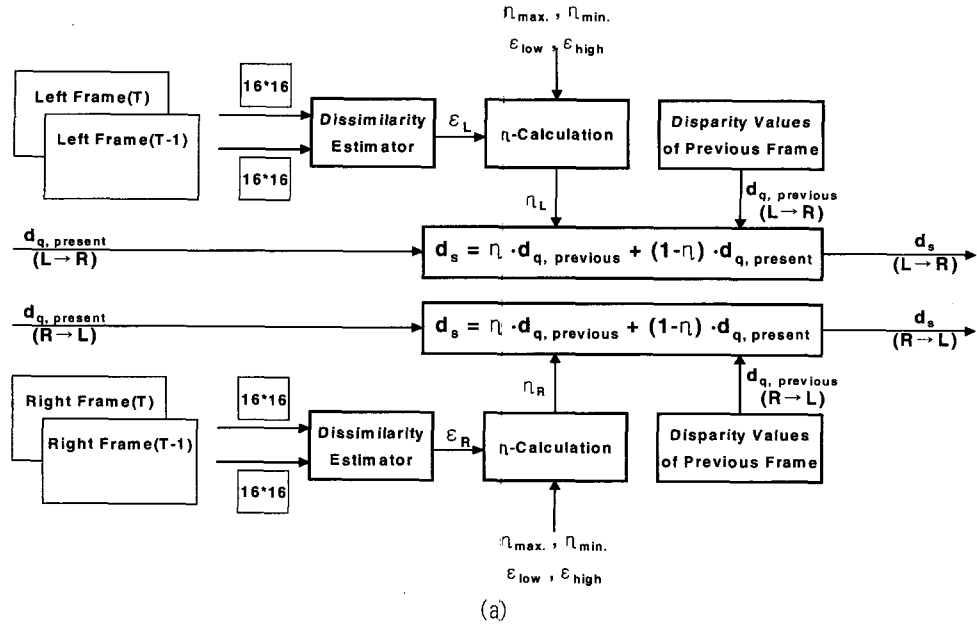 η max. , η min.
ε low , ε high
16*16
Left Frame(T)
Left Frame(T-1)
16*16
Dissimilarity
Estimator
ε L
η-Calculation
Disparity Values
of Previous Frame
η L
d q, previous
(L→R)
d q, present
(L→R)
d s = η · d q, previous + (1-η) · d q, present
d s
(L→R)
d q, present
(R→L)
d s = η · d q, previous + (1-η) · d q, present
d s
(R→L)
η R
d q, previous
(R→L)
Right Frame(T)
Right Frame(T-1)
16*16
16*16
Dissimilarity
Estimator
ε R
η-Calculation
Disparity Values
of Previous Frame
η max. , η min.
ε low , ε high
(a)